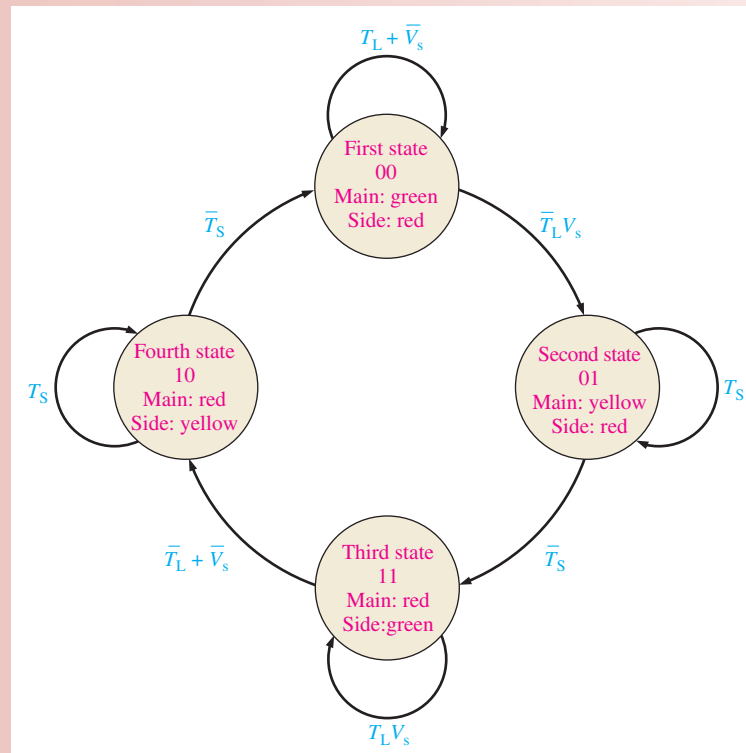 T_L + V̅_s
First state
00
Main: green
Side: red
T̅_S
T̅_L V_s
Fourth state
10
Main: red
Side: yellow
Second state
01
Main: yellow
Side: red
T_S
T_S
T̅_L + V̅_s
T̅_S
Third state
11
Main: red
Side:green
T_L V_s